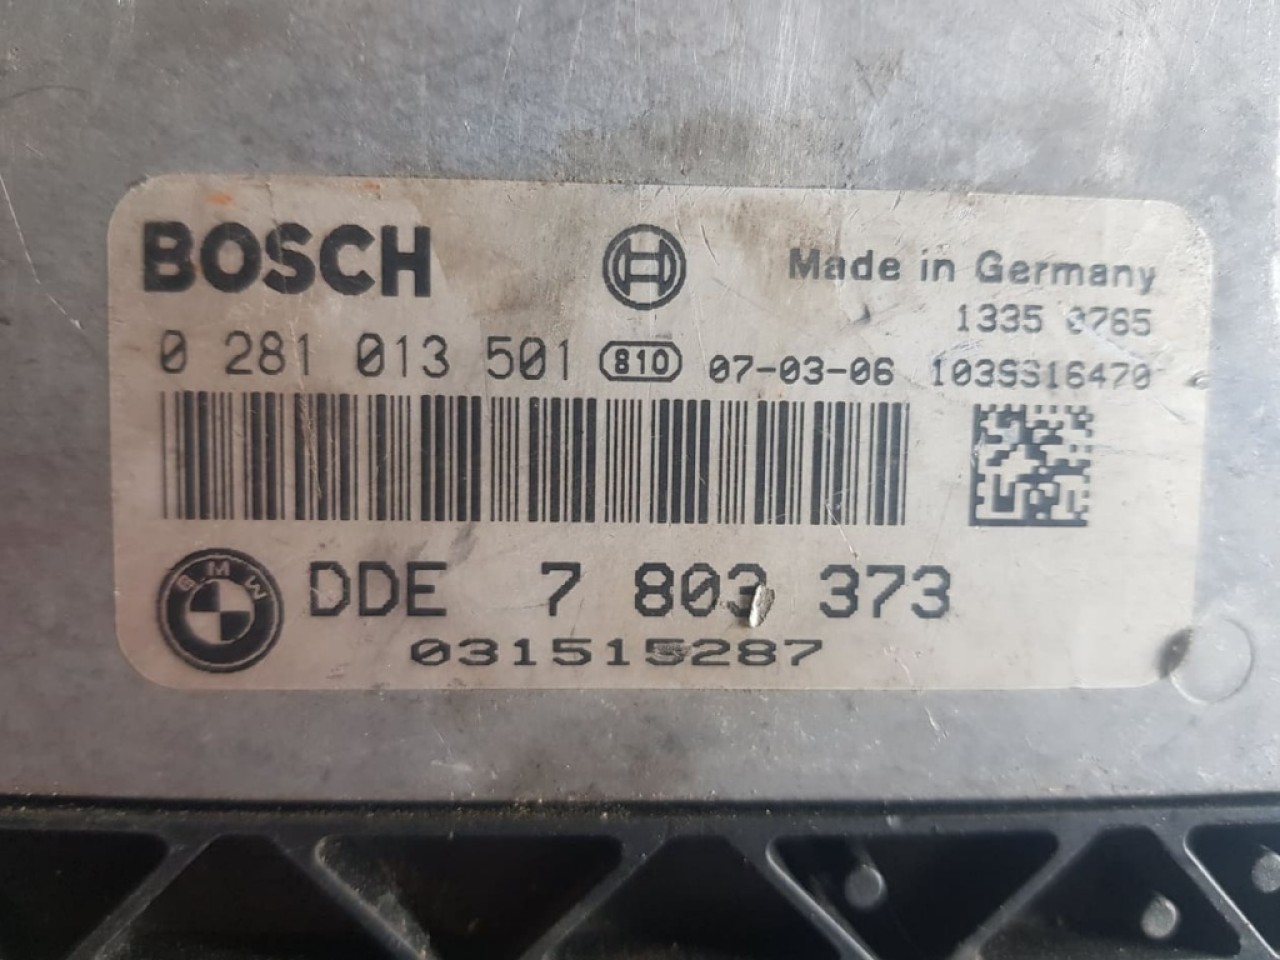 BOSCH
Made in Germany
1335 0765
0 281 013 501 810 07-03-06 1039S16470
BMW
DDE 7 803 373
031515287